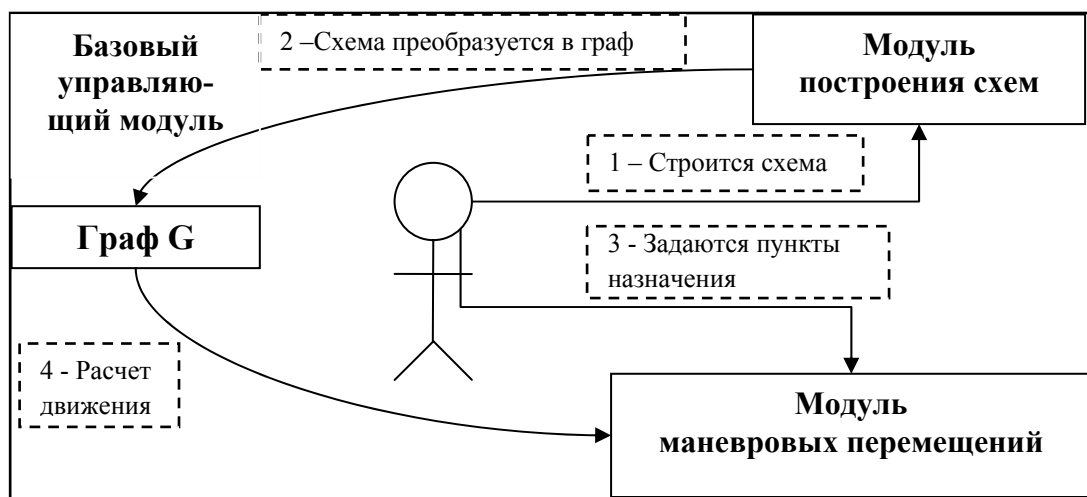 Базовый
управляю-
щий модуль
2 –Схема преобразуется в граф
Модуль
построения схем
1 – Строится схема
Граф G
3 - Задаются пункты
назначения
4 - Расчет
движения
Модуль
маневровых перемещений